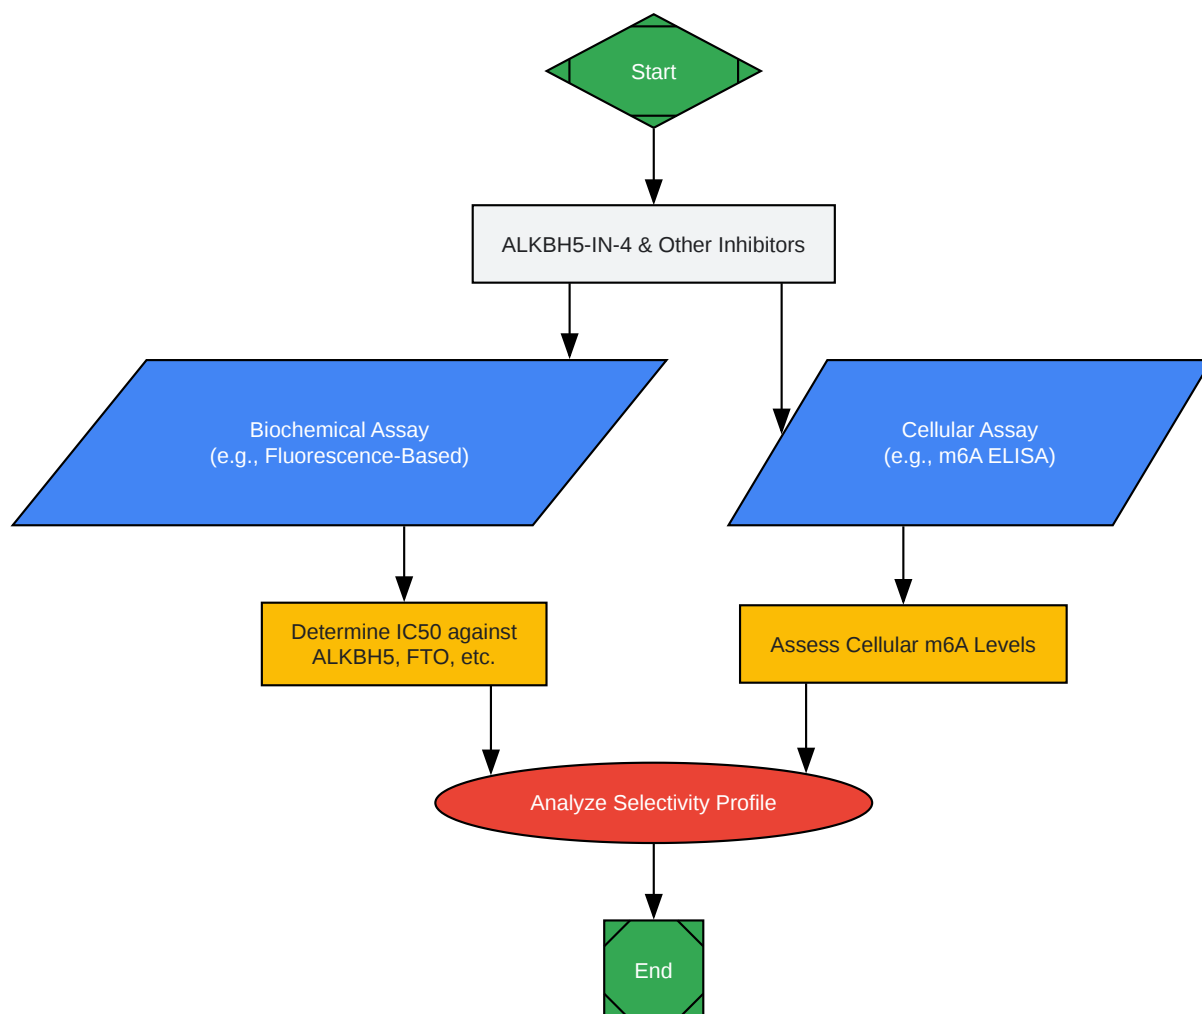 Start
ALKBH5-IN-4 & Other Inhibitors
Biochemical Assay
(e.g., Fluorescence-Based)
Cellular Assay
(e.g., m6A ELISA)
Determine IC50 against
ALKBH5, FTO, etc.
Assess Cellular m6A Levels
Analyze Selectivity Profile
End